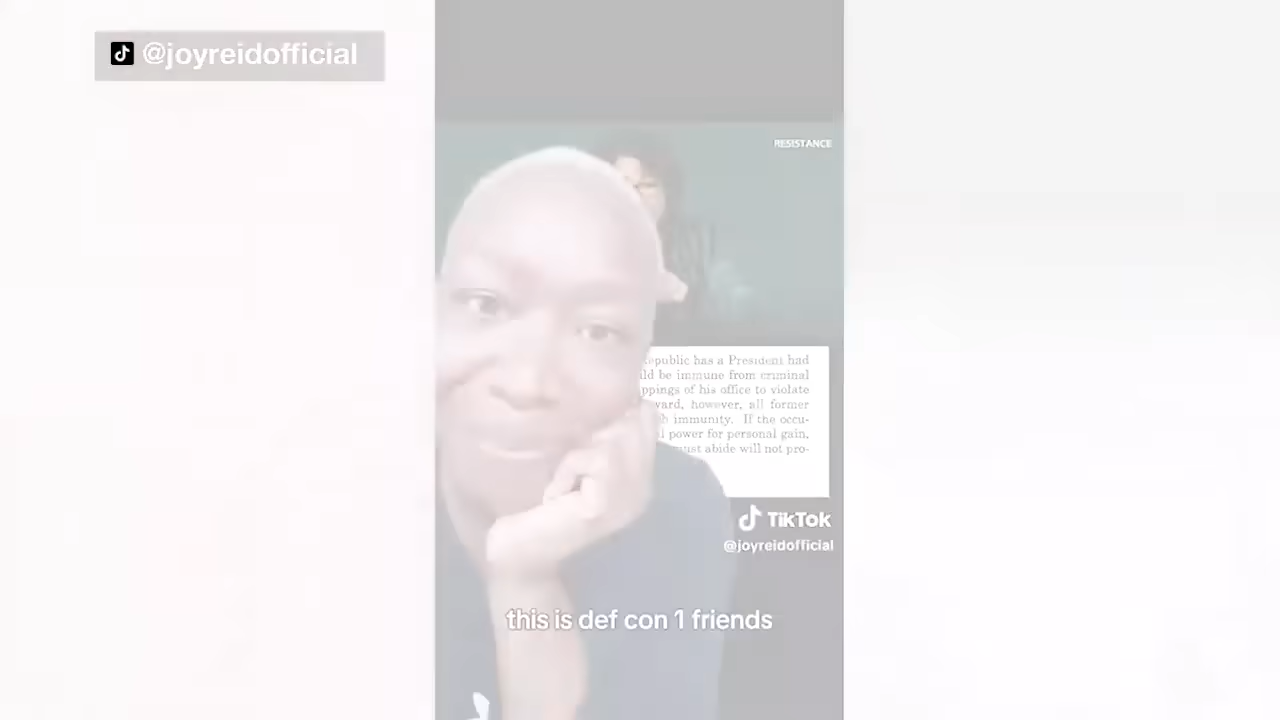 @joyreidofficial
RESISTANCE
Republic has a President had
ld be immune from criminal
ppings of his office to violate
ward, however, all former
h immunity. If the occu-
l power for personal gain,
must abide will not pro-
TikTok
@joyreidofficial
this is def con 1 friends